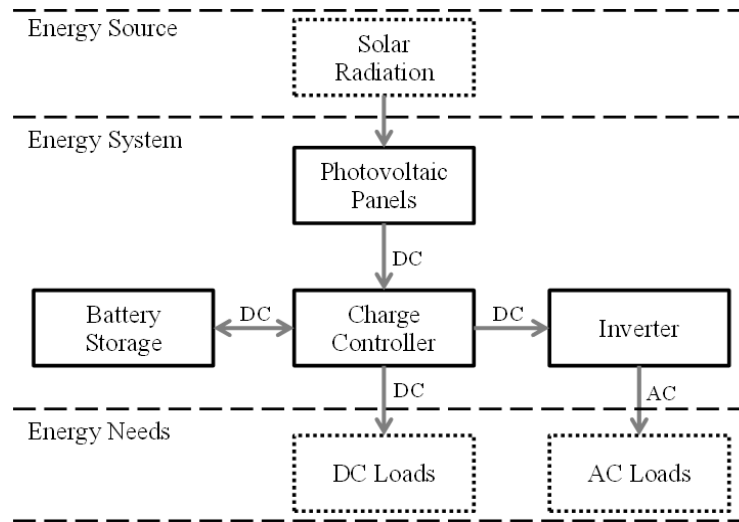 Energy Source
Solar
Radiation
Energy System
Photovoltaic
Panels
DC
Battery
Storage
DC
Charge
Controller
DC
Inverter
DC
AC
Energy Needs
DC Loads
AC Loads